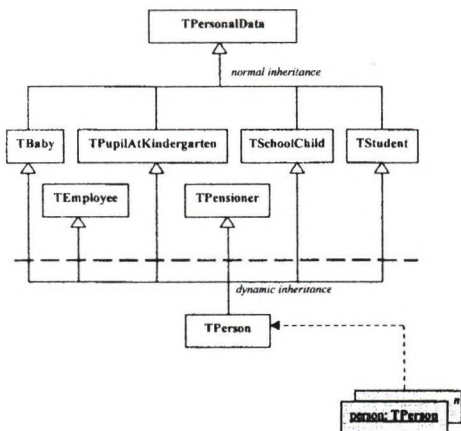 TPersonalData
normal inheritance
TBaby
TPupilAtKindergarten
TSchoolChild
TStudent
TEmployee
TPensioner
dynamic inheritance
TPerson
n
person: TPerson